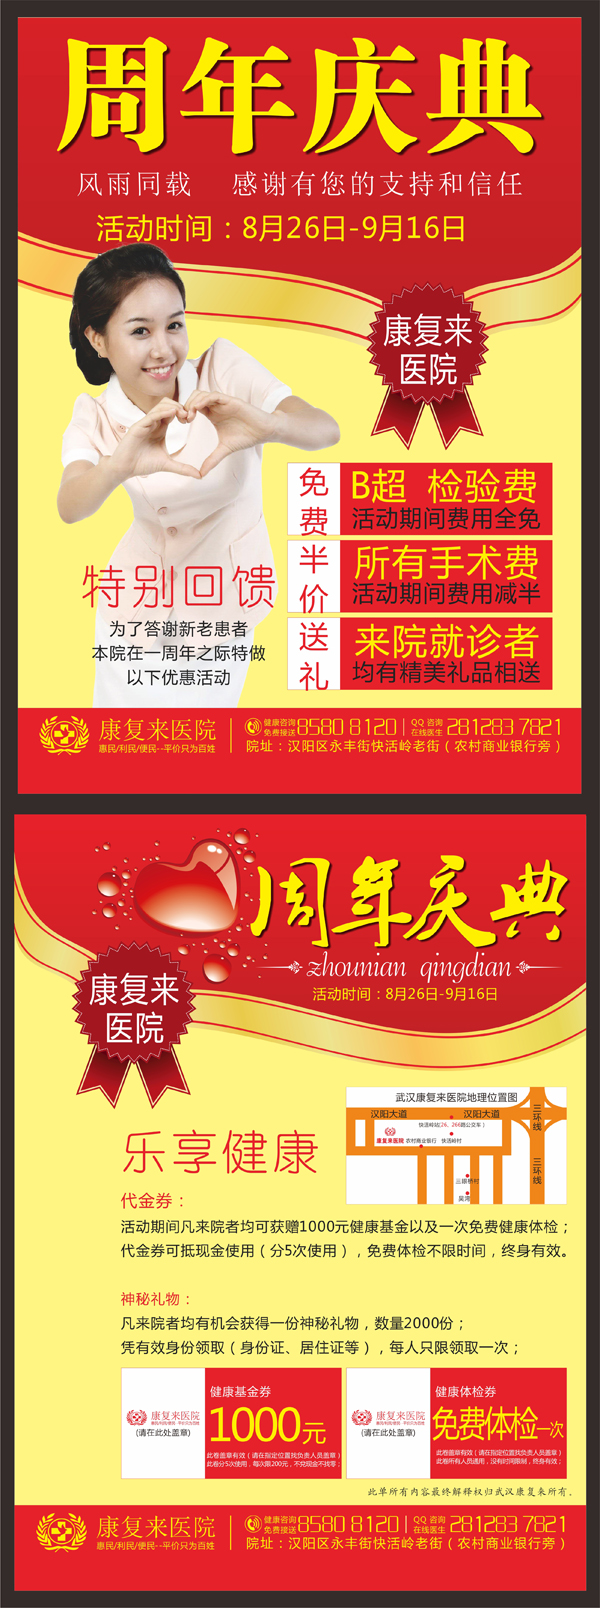 周年庆典
风雨同载 感谢有您的支持和信任
活动时间：8月26日-9月16日
康复来
医院
免费
B超 检验费
活动期间费用全免
半价
所有手术费
活动期间费用减半
送礼
来院就诊者
均有精美礼品相送
特别回馈
为了答谢新老患者
本院在一周年之际特做
以下优惠活动
康复来医院
惠民/利民/便民--平价只为百姓
健康咨询
免费接送
8580 8120
QQ 咨询
在线医生
281283 7821
院址：汉阳区永丰街快活岭老街（农村商业银行旁）
周年庆典
zhounian qingdian
活动时间：8月26日-9月16日
康复来
医院
武汉康复来医院地理位置图
汉阳大道
汉阳大道
三环线
快活岭站(26、266路公交车)
康复来医院
农村商业银行
快活岭村
三眼桥村
三环线
吴湾
乐享健康
代金券：
活动期间凡来院者均可获赠1000元健康基金以及一次免费健康体检；
代金券可抵现金使用（分5次使用），免费体检不限时间，终身有效。
神秘礼物：
凡来院者均有机会获得一份神秘礼物，数量2000份；
凭有效身份领取（身份证、居住证等），每人只限领取一次；
康复来医院
惠民/利民/便民 平价只为百姓
(请在此处盖章)
健康基金券
1000元
此卷盖章有效（请在指定位置找负责人员盖章）
此卷分5次使用，每次限200元，不兑现金不找零；
康复来医院
惠民/利民/便民 平价只为百姓
(请在此处盖章)
健康体检券
免费体检一次
此卷盖章有效（请在指定位置找负责人员盖章）
此卷所有人员通用，没有时间限制，终身有效；
此单所有内容最终解释权归武汉康复来所有。
康复来医院
惠民/利民/便民--平价只为百姓
健康咨询
免费接送
8580 8120
QQ 咨询
在线医生
281283 7821
院址：汉阳区永丰街快活岭老街（农村商业银行旁）